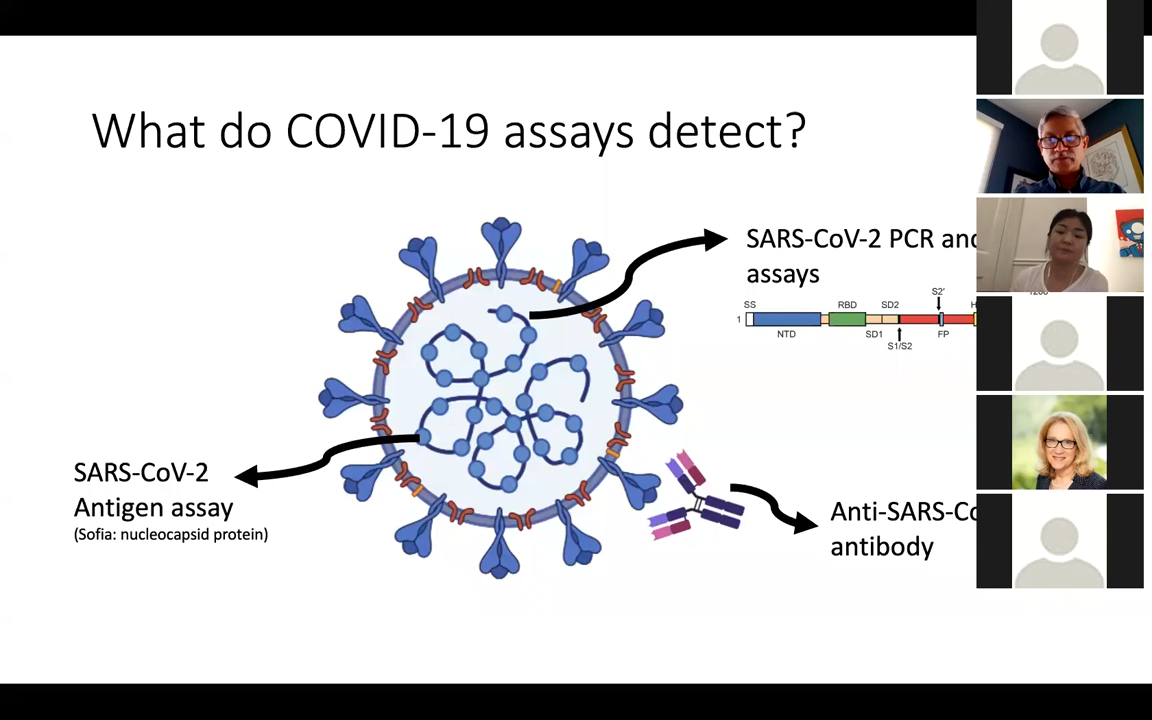 What do COVID-19 assays detect?
SARS-CoV-2 PCR and
assays
S2'
SS
RBD
SD2
H
1
NTD
SD1
FP
S1/S2
SARS-CoV-2
Antigen assay
(Sofia: nucleocapsid protein)
Anti-SARS-Co
antibody